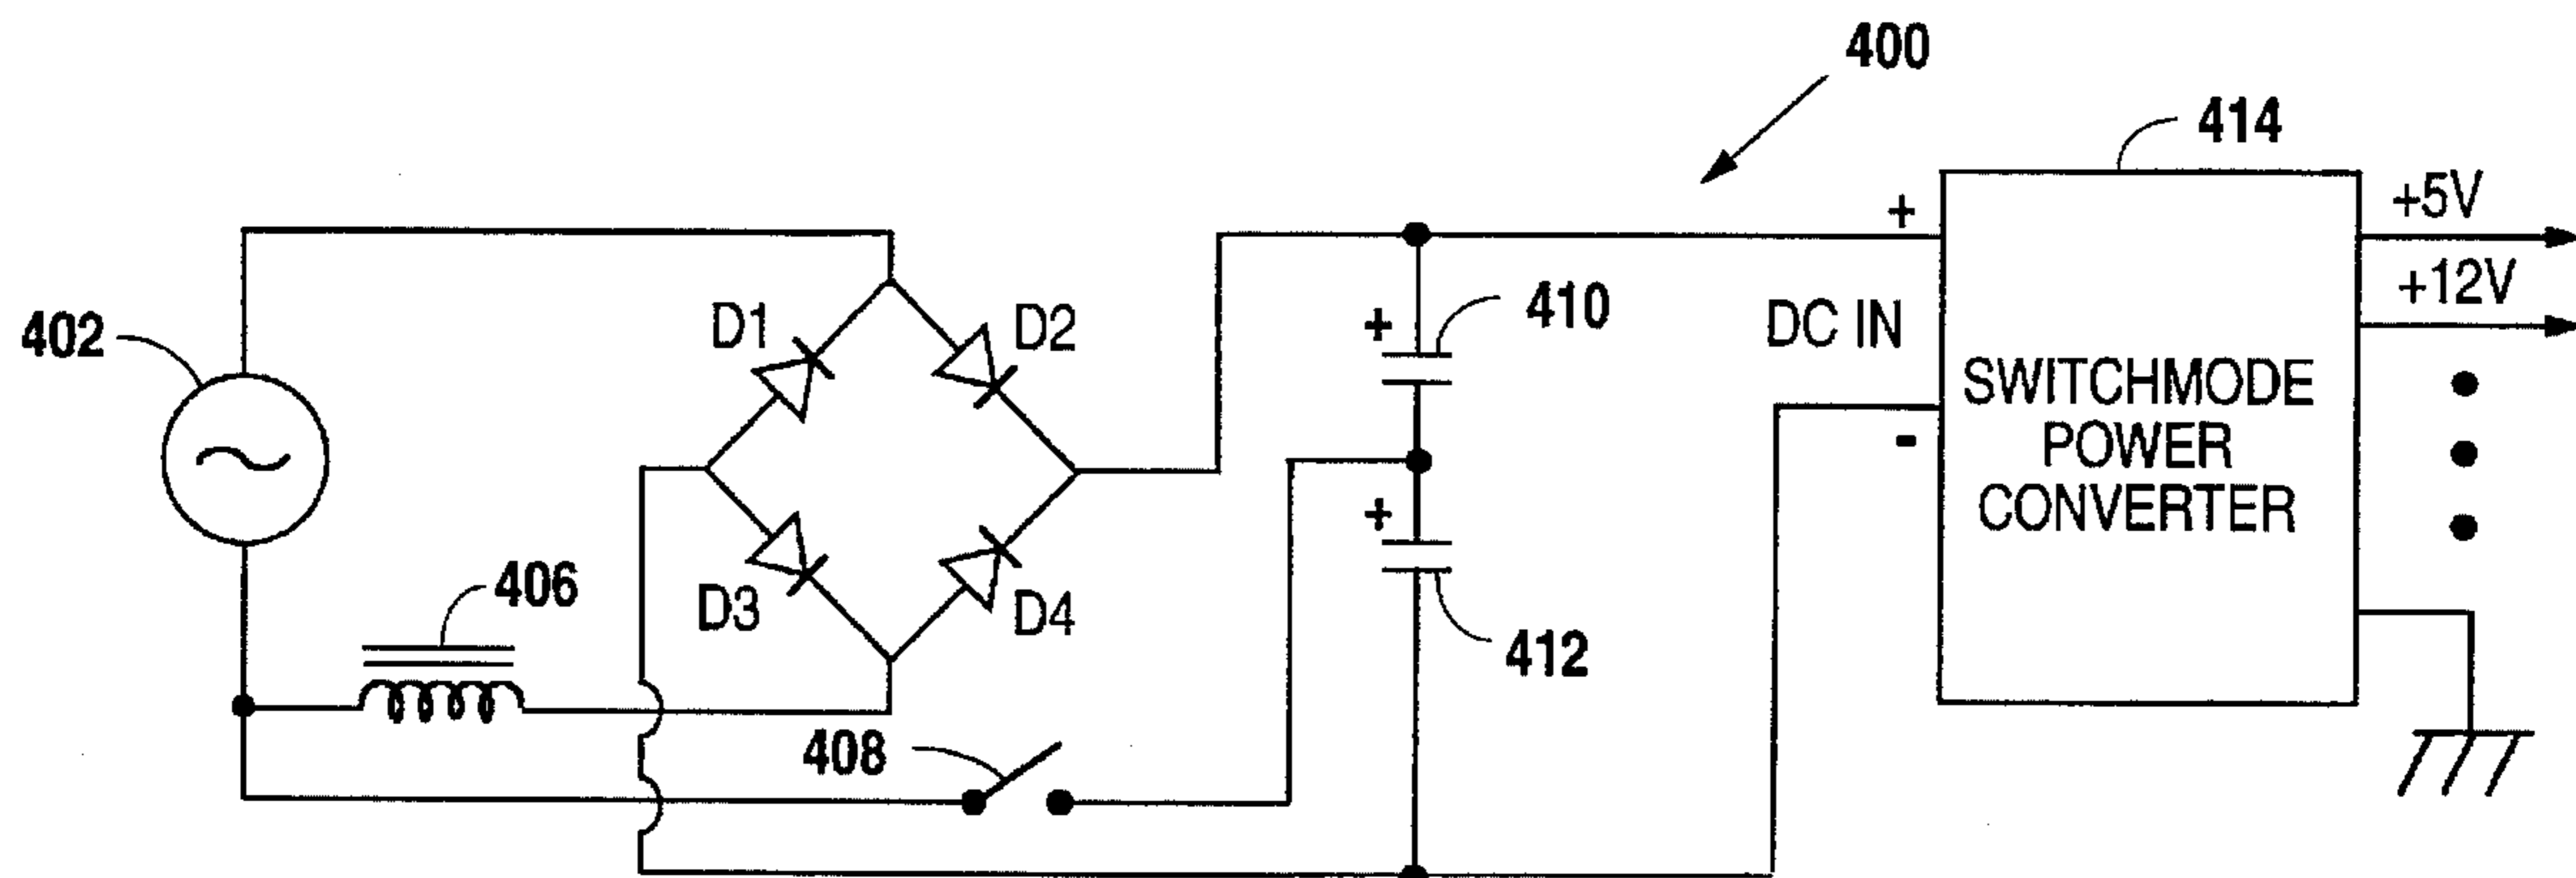 400
414
+5V
+
+12V
D1
D2
410
402
+
DC IN
SWITCHMODE
POWER
CONVERTER
-
+
406
D3
D4
412
408